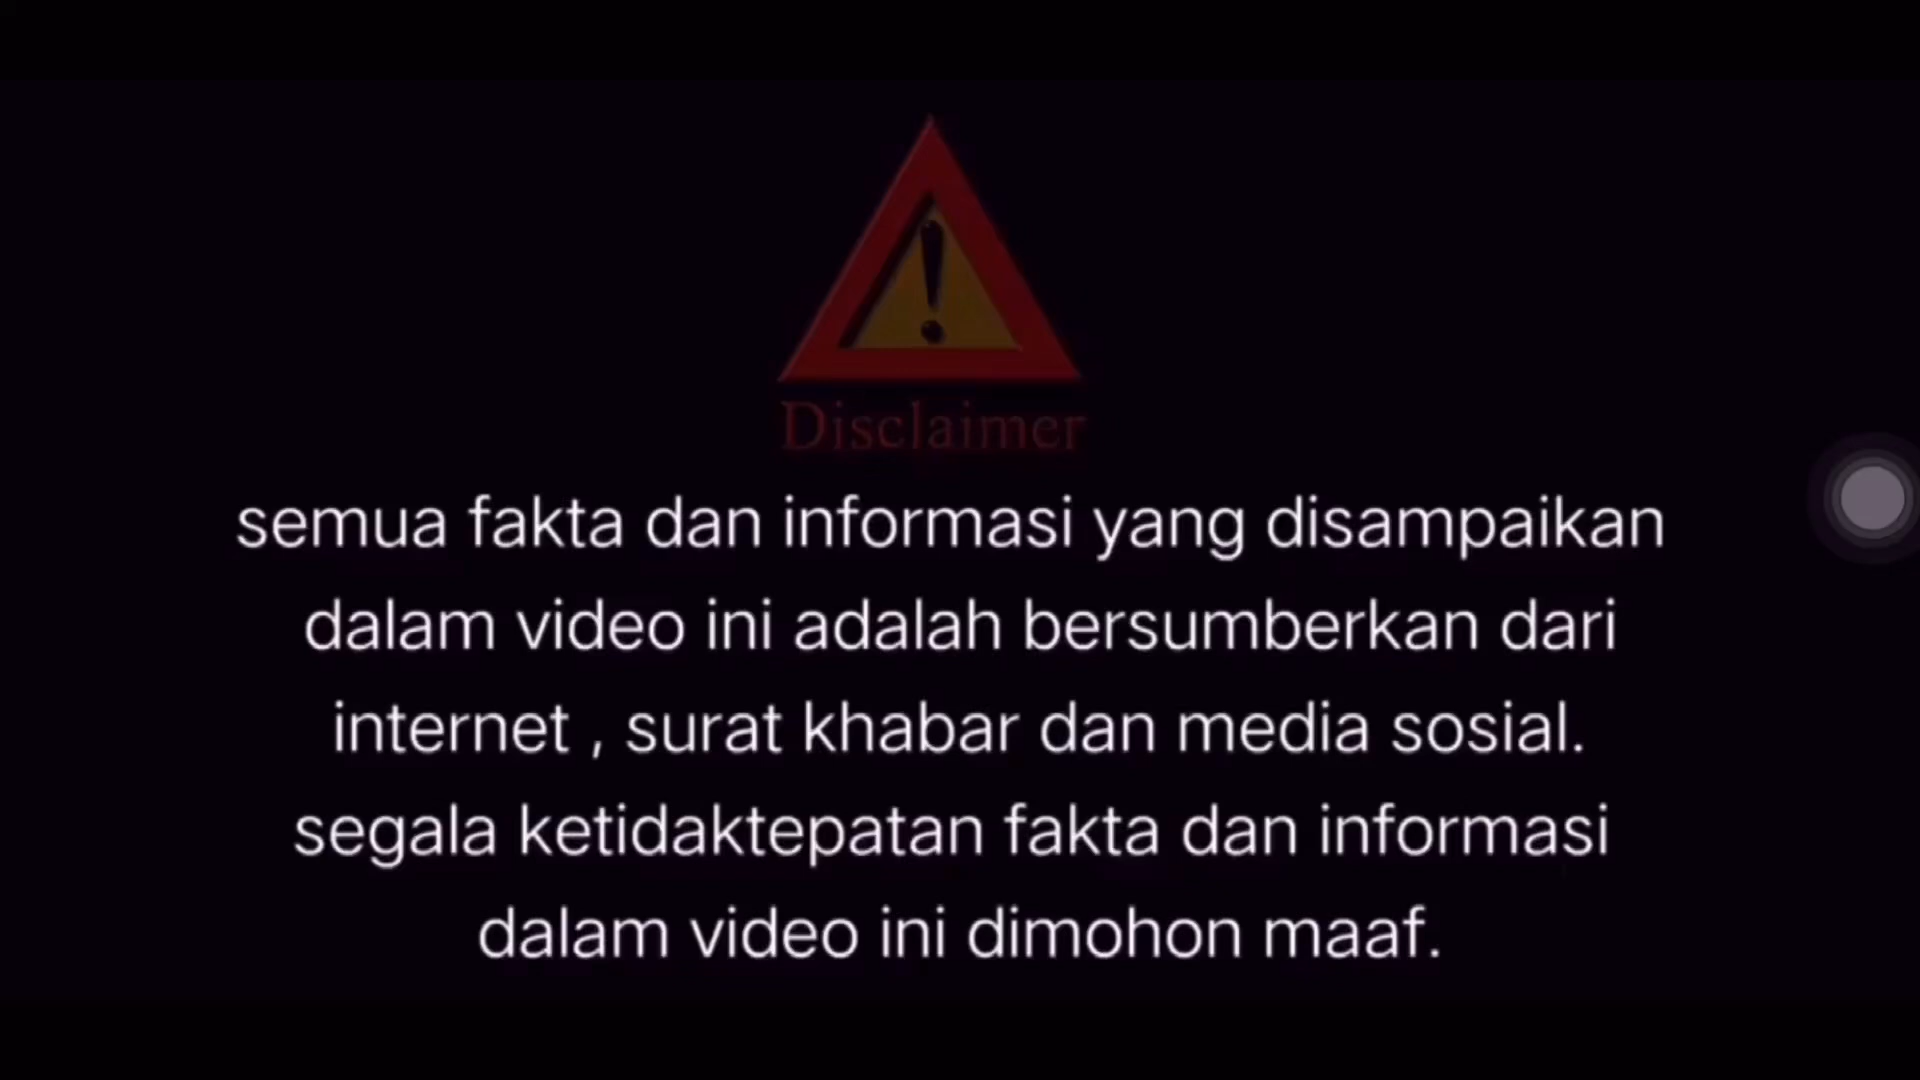 Disclaimer
semua fakta dan informasi yang disampaikan
dalam video ini adalah bersumberkan dari
internet , surat khabar dan media sosial.
segala ketidaktepatan fakta dan informasi
dalam video ini dimohon maaf.